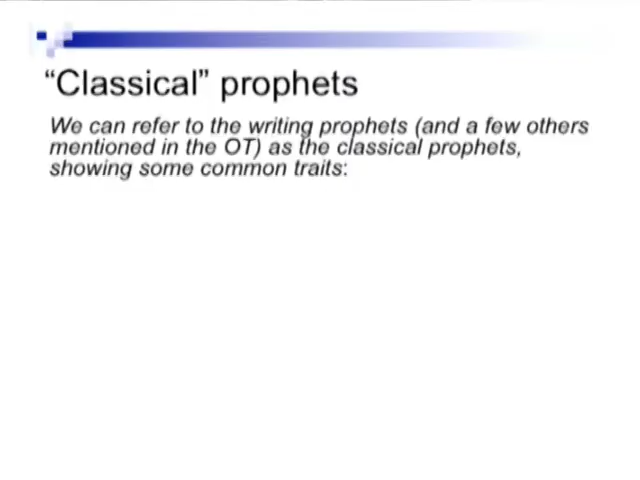 “Classical” prophets
We can refer to the writing prophets (and a few others
mentioned in the OT) as the classical prophets,
showing some common traits: